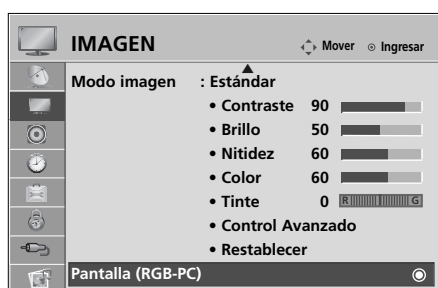 IMAGEN Mover Ingresar
Modo imagen : Estándar
• Contraste 90
• Brillo 50
• Nitidez 60
• Color 60
• Tinte 0 R G
• Control Avanzado
• Restablecer
Pantalla (RGB-PC)